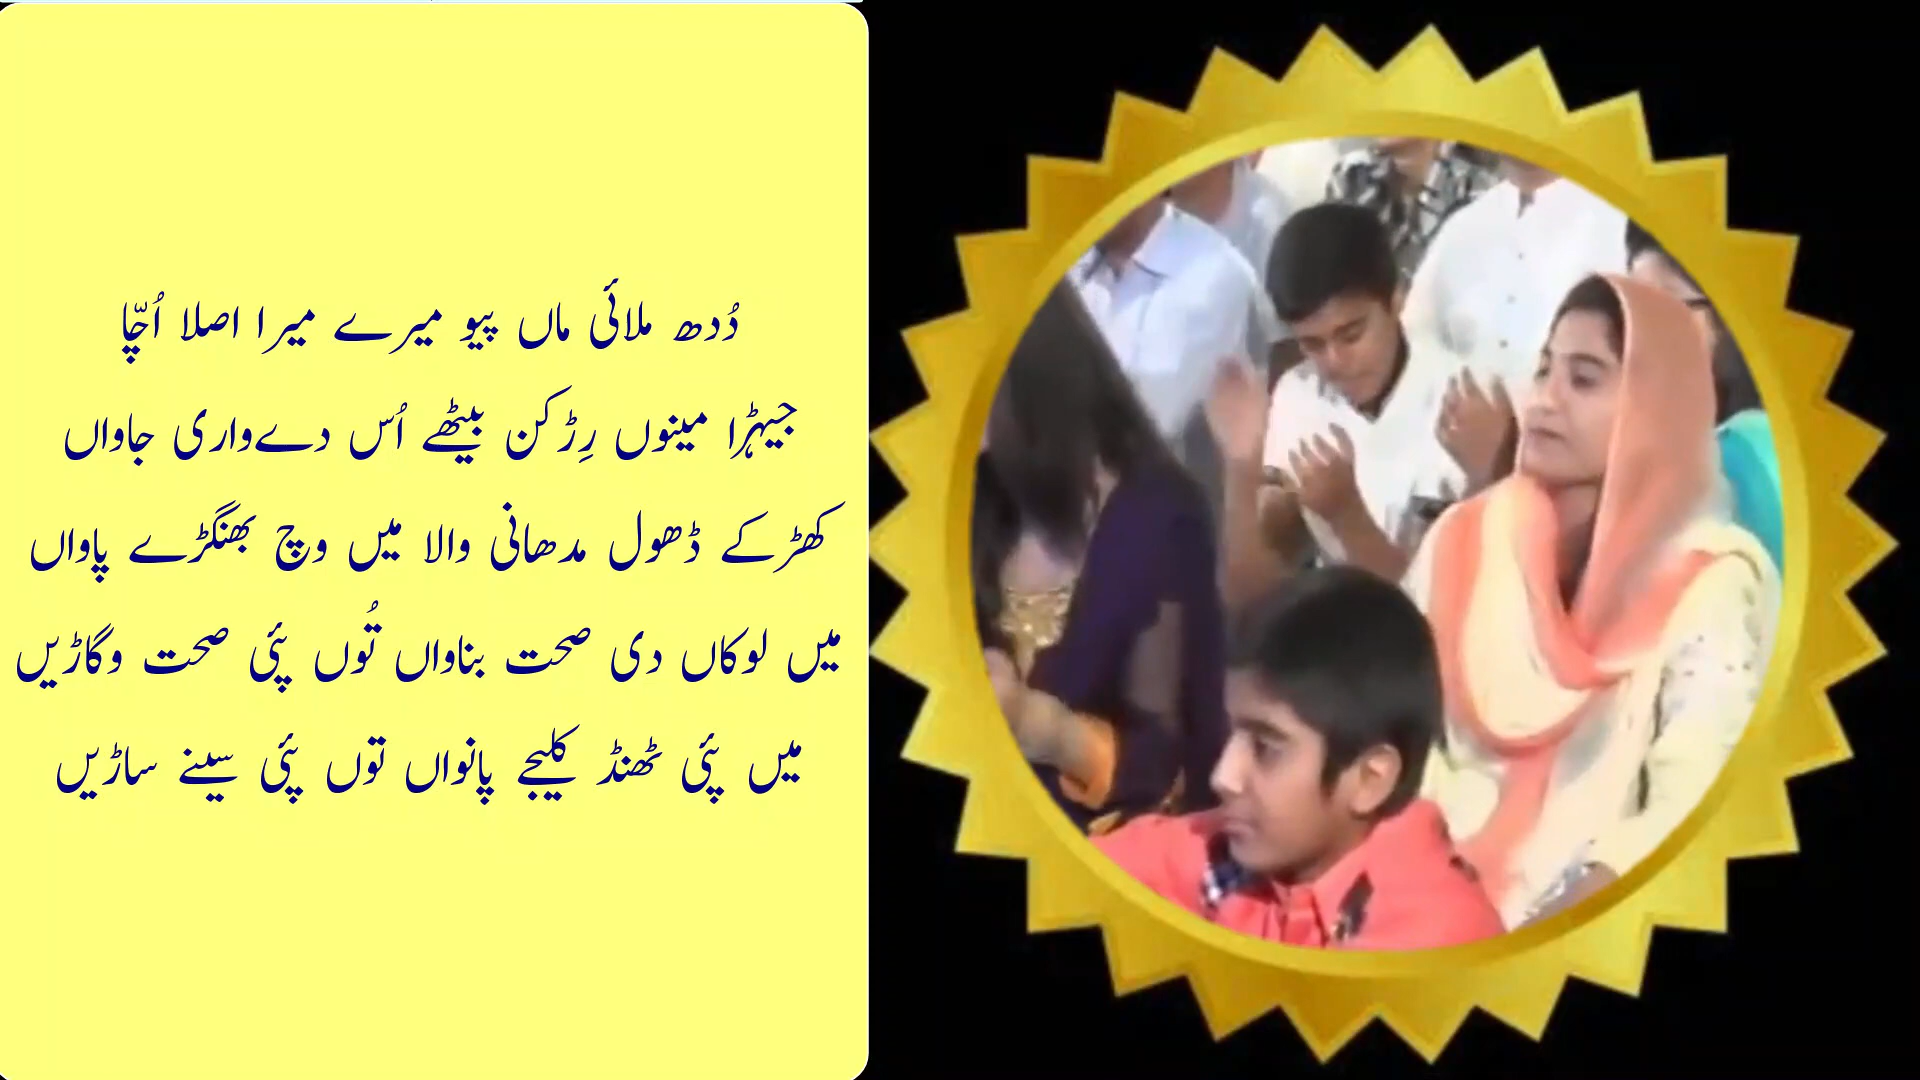 دُدھ ملائی ماں پیو میرے میرا اصلا اُچّا
جیہڑا مینوں رِڑکن بیٹھے اُس دےواری جاواں
کھڑکے ڈھول مدھانی والا میں وچ بھنگڑے پاواں
میں لوکاں دی صحت بناواں تُوں پئی صحت وگاڑیں
میں پئی ٹھنڈ کلیجے پانواں توں پئی سینے ساڑیں